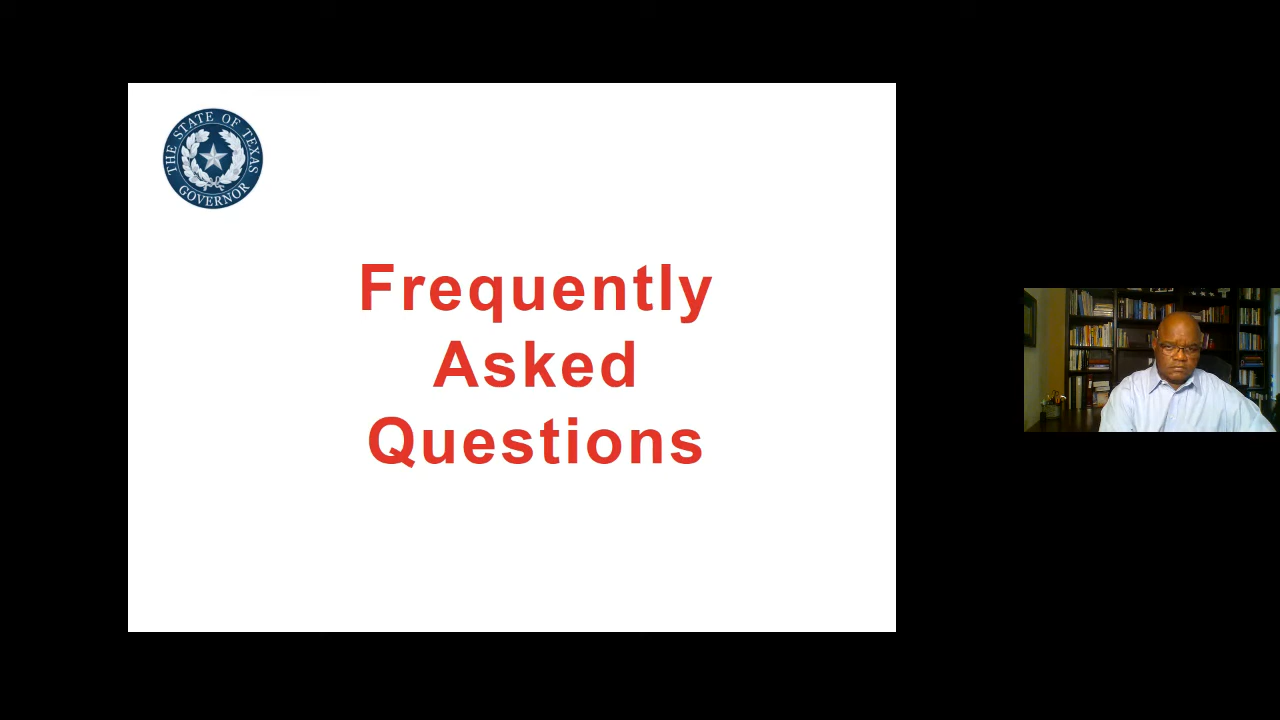 THE STATE OF TEXAS
GOVERNOR
Frequently
Asked
Questions